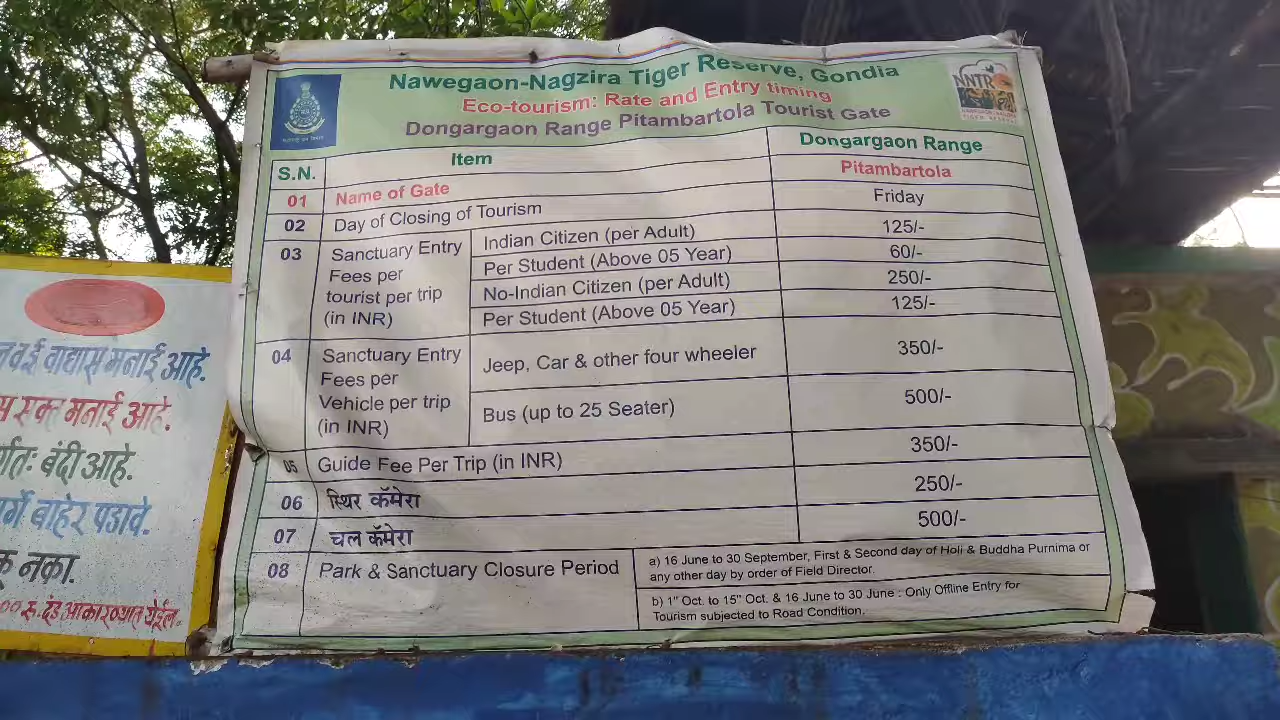 Nawegaon-Nagzira Tiger Reserve, Gondia
Eco-tourism: Rate and Entry timing
Dongargaon Range Pitambartola Tourist Gate
NNTR
S.N. Item Dongargaon Range
01 Name of Gate Pitambartola
02 Day of Closing of Tourism Friday
03 Sanctuary Entry Fees per tourist per trip (in INR)
Indian Citizen (per Adult) 125/-
Per Student (Above 05 Year) 60/-
No-Indian Citizen (per Adult) 250/-
Per Student (Above 05 Year) 125/-
04 Sanctuary Entry Fees per Vehicle per trip (in INR)
Jeep, Car & other four wheeler 350/-
Bus (up to 25 Seater) 500/-
05 Guide Fee Per Trip (in INR) 350/-
06 स्थिर कॅमेरा 250/-
07 चल कॅमेरा 500/-
08 Park & Sanctuary Closure Period
a) 16 June to 30 September, First & Second day of Holi & Buddha Purnima or
any other day by order of Field Director.
b) 1" Oct. to 15" Oct. & 16 June to 30 June : Only Offline Entry for
Tourism subjected to Road Condition.
वाद्यास मनाई आहे.
सक्त मनाई आहे.
बंदी आहे.
बाहेर पडावे.
नका.
रु. दंड आकारण्यात येईल.